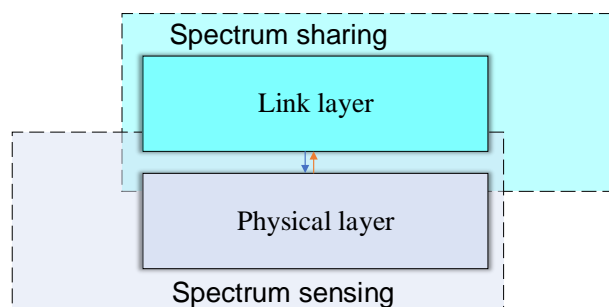 Spectrum sharing
Link layer
Physical layer
Spectrum sensing